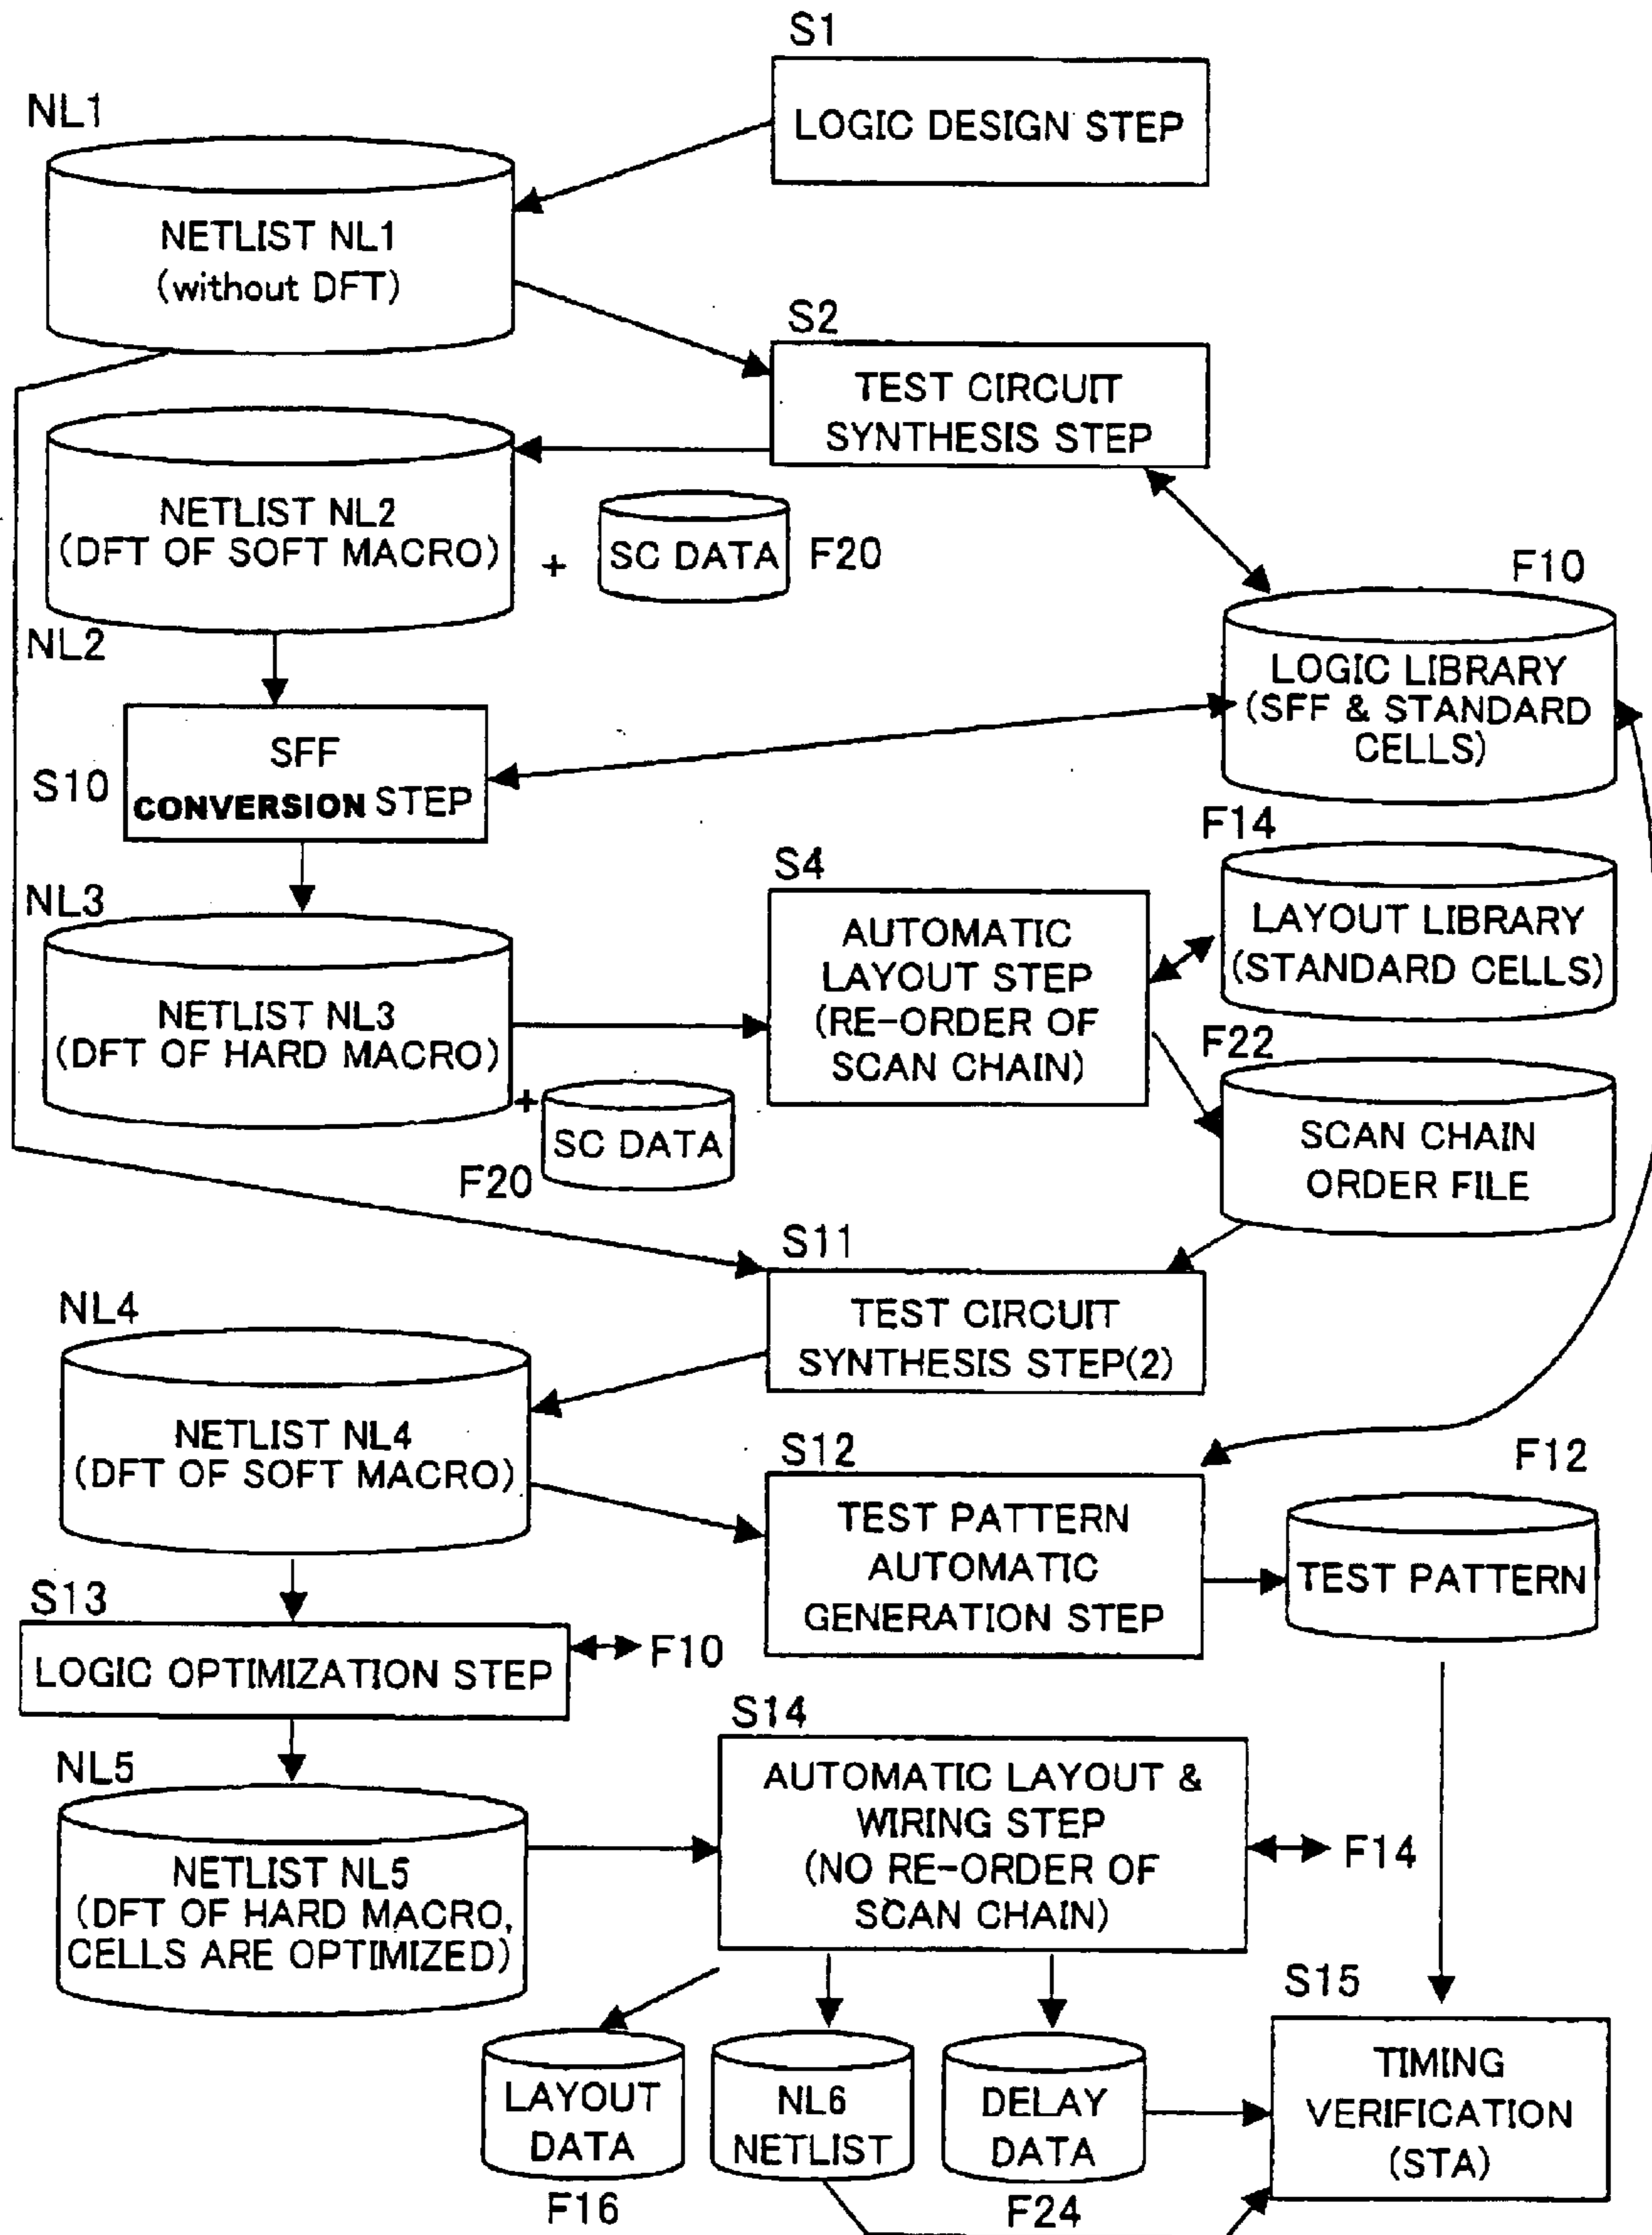 S1
LOGIC DESIGN STEP
NL1
NETLIST NL1
(without DFT)
S2
TEST CIRCUIT
SYNTHESIS STEP
NETLIST NL2
(DFT OF SOFT MACRO)
+
SC DATA
F20
NL2
F10
LOGIC LIBRARY
(SFF & STANDARD
CELLS)
S10
SFF
CONVERSION STEP
F14
LAYOUT LIBRARY
(STANDARD CELLS)
S4
AUTOMATIC
LAYOUT STEP
(RE-ORDER OF
SCAN CHAIN)
NL3
NETLIST NL3
(DFT OF HARD MACRO)
+
SC DATA
F20
F22
SCAN CHAIN
ORDER FILE
S11
TEST CIRCUIT
SYNTHESIS STEP(2)
NL4
NETLIST NL4
(DFT OF SOFT MACRO)
S12
TEST PATTERN
AUTOMATIC
GENERATION STEP
F12
TEST PATTERN
S13
LOGIC OPTIMIZATION STEP
F10
S14
AUTOMATIC LAYOUT &
WIRING STEP
(NO RE-ORDER OF
SCAN CHAIN)
F14
NL5
NETLIST NL5
(DFT OF HARD MACRO,
CELLS ARE OPTIMIZED)
S15
TIMING
VERIFICATION
(STA)
LAYOUT
DATA
F16
NL6
NETLIST
DELAY
DATA
F24